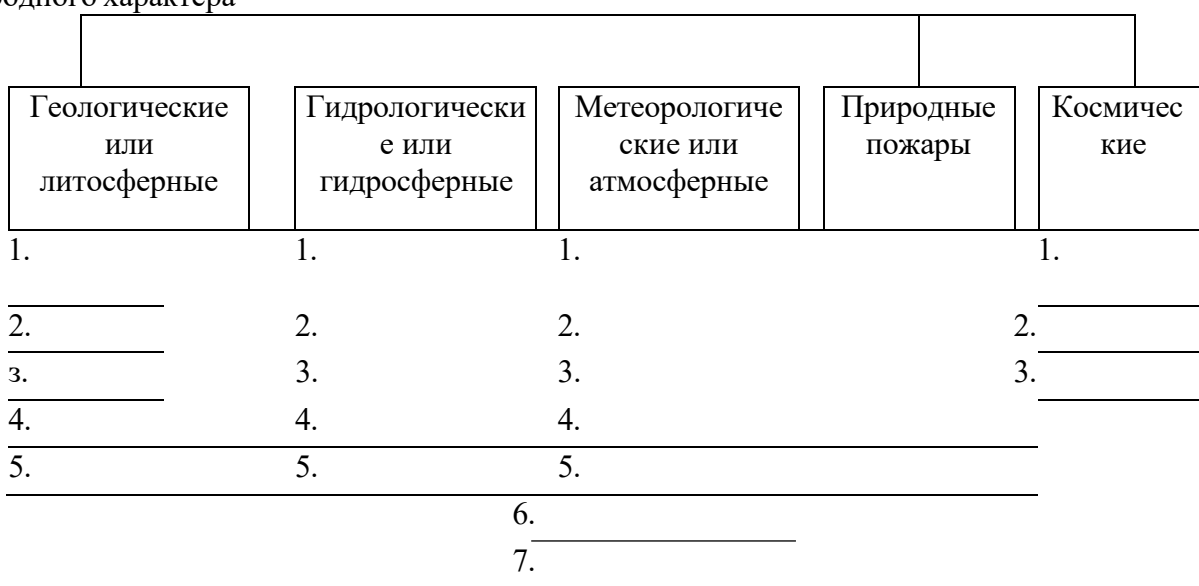 характера
Геологические
или
литосферные
Гидрологически
е или
гидросферные
Метеорологиче
ские или
атмосферные
Природные
пожары
Космичес
кие
1. 1. 1. 1.
2. 2. 2. 2.
з. 3. 3. 3.
4. 4. 4.
5. 5. 5.
6.
7.